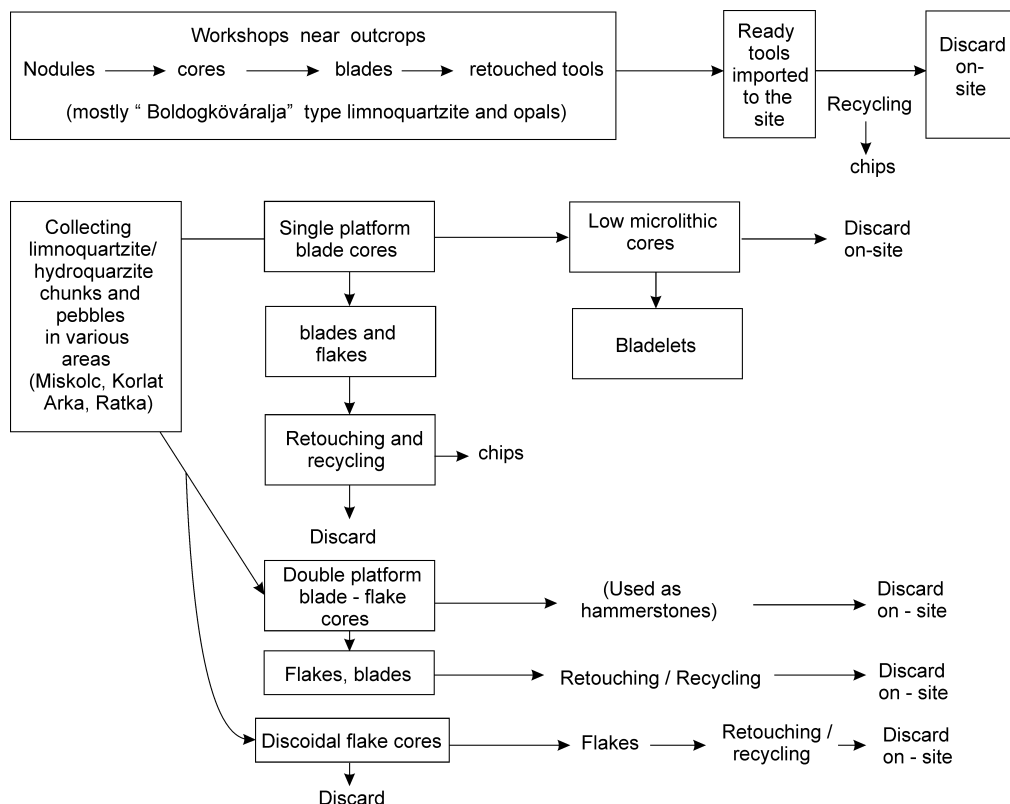 Workshops near outcrops
Nodules cores blades retouched tools
(mostly “ Boldogköváralja” type limnoquartzite and opals)
Ready
tools
imported
to the
site
Recycling
chips
Discard
on-
site
Collecting
limnoquartzite/
hydroquarzite
chunks and
pebbles
in various
areas
(Miskolc, Korlat
Arka, Ratka)
Single platform
blade cores
Low microlithic
cores
Discard
on-site
blades and
flakes
Bladelets
Retouching and
recycling
chips
Discard
Double platform
blade - flake
cores
(Used as
hammerstones)
Discard
on - site
Flakes, blades
Retouching / Recycling
Discard
on - site
Discoidal flake cores
Flakes
Retouching /
recycling
Discard
on - site
Discard